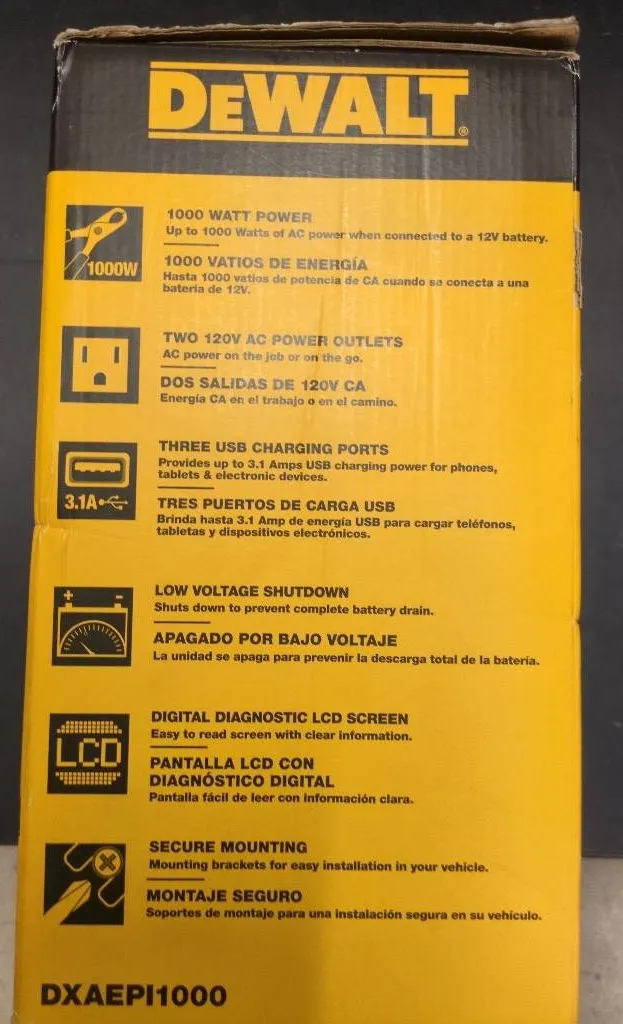 DEWALT®
1000W
1000 WATT POWER
Up to 1000 Watts of AC power when connected to a 12V battery.
1000 VATIOS DE ENERGÍA
Hasta 1000 vatios de potencia de CA cuando se conecta a una
batería de 12V.
TWO 120V AC POWER OUTLETS
AC power on the job or on the go.
DOS SALIDAS DE 120V CA
Energía CA en el trabajo o en el camino.
3.1A
THREE USB CHARGING PORTS
Provides up to 3.1 Amps USB charging power for phones,
tablets & electronic devices.
TRES PUERTOS DE CARGA USB
Brinda hasta 3.1 Amp de energía USB para cargar teléfonos,
tabletas y dispositivos electrónicos.
+ -
LOW VOLTAGE SHUTDOWN
Shuts down to prevent complete battery drain.
APAGADO POR BAJO VOLTAJE
La unidad se apaga para prevenir la descarga total de la batería.
LCD
DIGITAL DIAGNOSTIC LCD SCREEN
Easy to read screen with clear information.
PANTALLA LCD CON
DIAGNÓSTICO DIGITAL
Pantalla fácil de leer con información clara.
SECURE MOUNTING
Mounting brackets for easy installation in your vehicle.
MONTAJE SEGURO
Soportes de montaje para una instalación segura en su vehículo.
DXAEPI1000